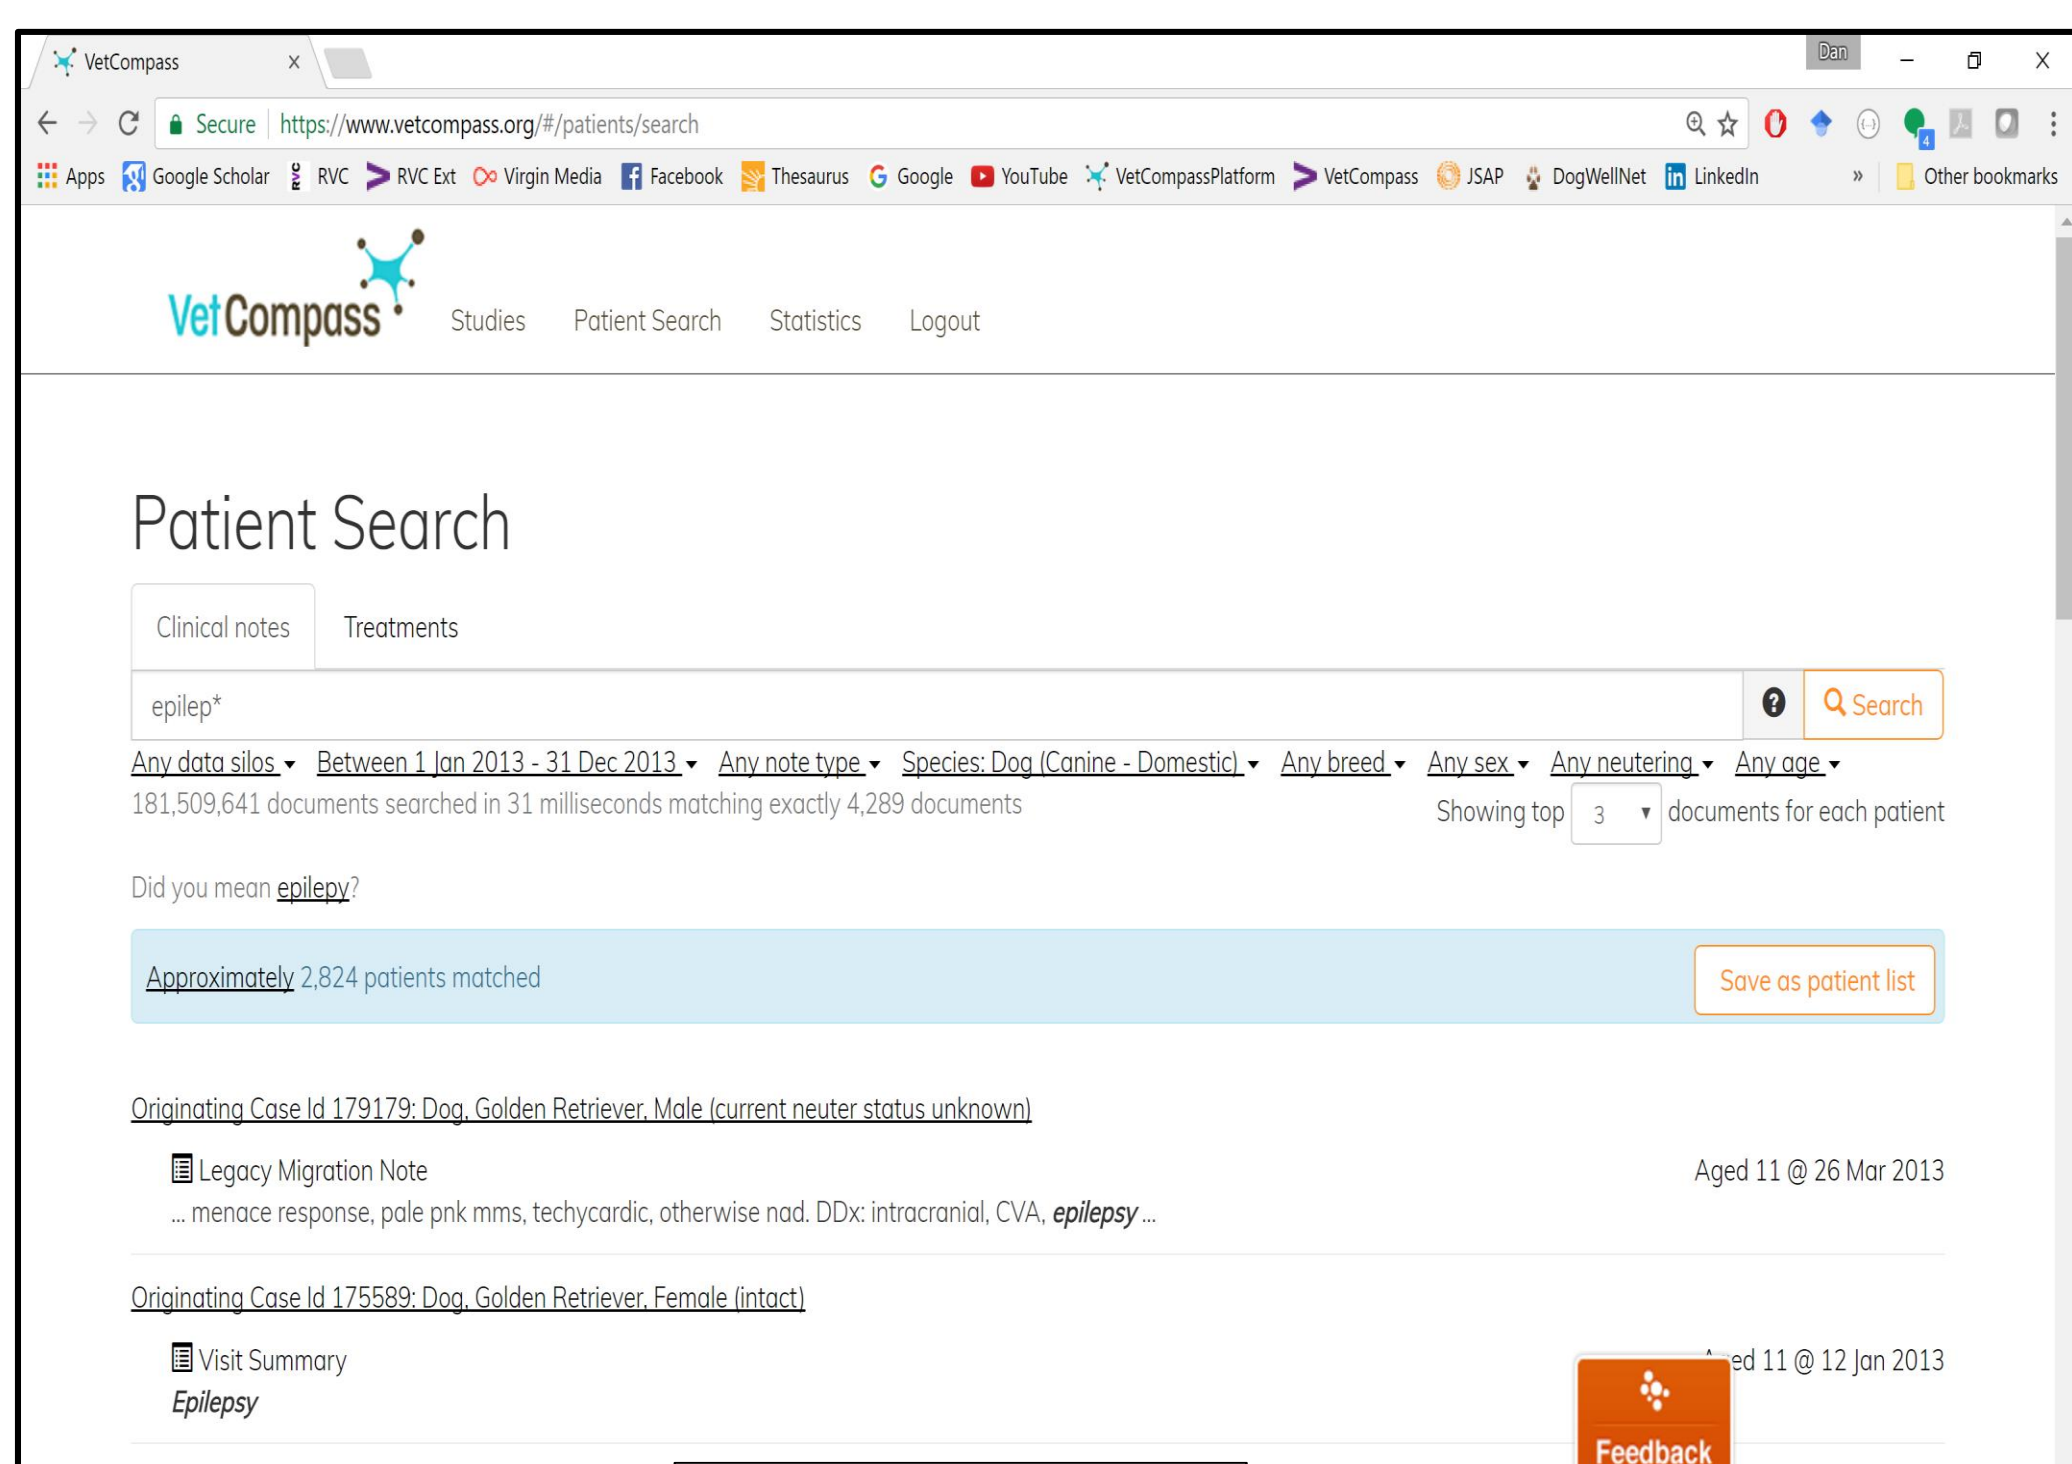 VetCompass X
Dan
Secure https://www.vetcompass.org/#/patients/search
4
Apps Google Scholar RVC RVC RVC Ext Virgin Media Facebook Thesaurus Google YouTube VetCompassPlatform VetCompass JSAP DogWellNet LinkedIn » Other bookmarks
VetCompass Studies Patient Search Statistics Logout
Patient Search
Clinical notes Treatments
epilep* ? Search
Any data silos Between 1 Jan 2013 - 31 Dec 2013 Any note type Species: Dog (Canine - Domestic) Any breed Any sex Any neutering Any age
181,509,641 documents searched in 31 milliseconds matching exactly 4,289 documents
Showing top 3 documents for each patient
Did you mean epilepy?
Approximately 2,824 patients matched Save as patient list
Originating Case Id 179179: Dog, Golden Retriever, Male (current neuter status unknown)
Legacy Migration Note Aged 11 @ 26 Mar 2013
... menace response, pale pnk mms, techycardic, otherwise nad. DDx: intracranial, CVA, epilepsy ...
Originating Case Id 175589: Dog, Golden Retriever, Female (intact)
Visit Summary Aged 11 @ 12 Jan 2013
Epilepsy
Feedback